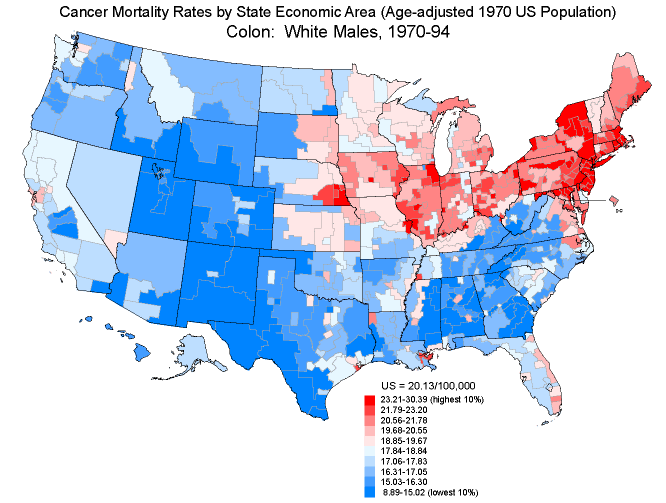 Cancer Mortality Rates by State Economic Area (Age-adjusted 1970 US Population)
Colon: White Males, 1970-94
US = 20.13/100,000
23.21-30.39 (highest 10%)
21.79-23.20
20.56-21.78
19.68-20.55
18.85-19.67
17.84-18.84
17.06-17.83
16.31-17.05
15.03-16.30
8.89-15.02 (lowest 10%)